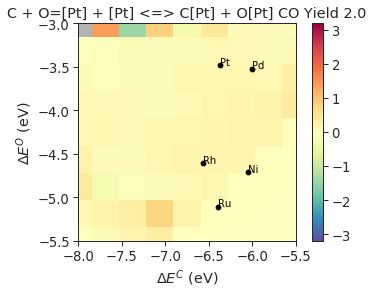 C + O=[Pt] + [Pt] <=> C[Pt] + O[Pt] CO Yield 2.0
−3.0
−3.5
−4.0
−4.5
−5.0
−5.5
ΔE^O (eV)
Pt
Pd
Rh
Ni
Ru
−8.0 −7.5 −7.0 −6.5 −6.0 −5.5
ΔE^C (eV)
3
2
1
0
−1
−2
−3